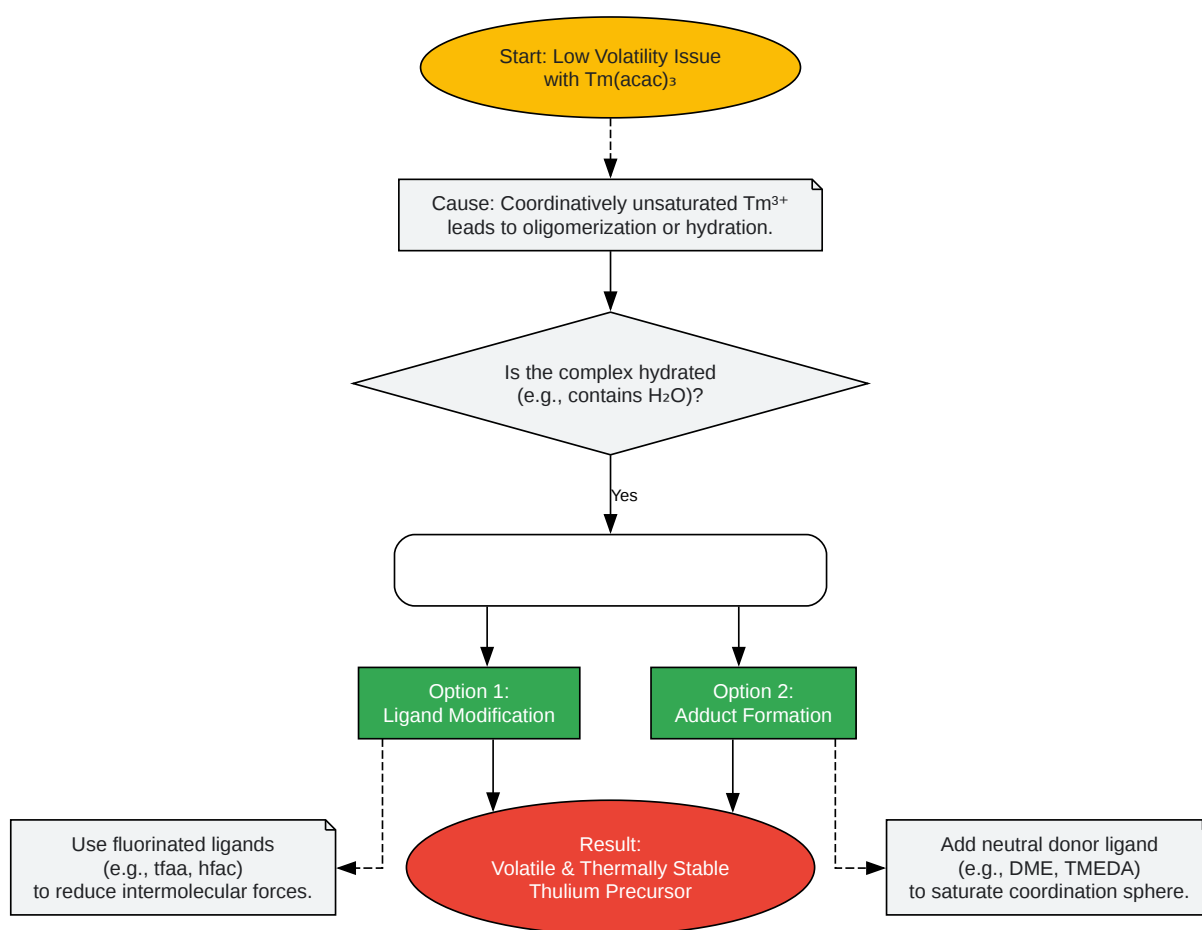 Start: Low Volatility Issue
with Tm(acac)₃
Cause: Coordinatively unsaturated Tm³⁺
leads to oligomerization or hydration.
Is the complex hydrated
(e.g., contains H₂O)?
Yes
Option 1:
Ligand Modification
Option 2:
Adduct Formation
Use fluorinated ligands
(e.g., tfaa, hfac)
to reduce intermolecular forces.
Result:
Volatile & Thermally Stable
Thulium Precursor
Add neutral donor ligand
(e.g., DME, TMEDA)
to saturate coordination sphere.